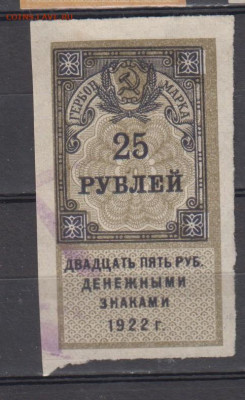 ГЕРБОВАЯ МАРКА
25
РУБЛЕЙ
ДВАДЦАТЬ ПЯТЬ РУБ.
ДЕНЕЖНЫМИ
ЗНАКАМИ
1922 г.